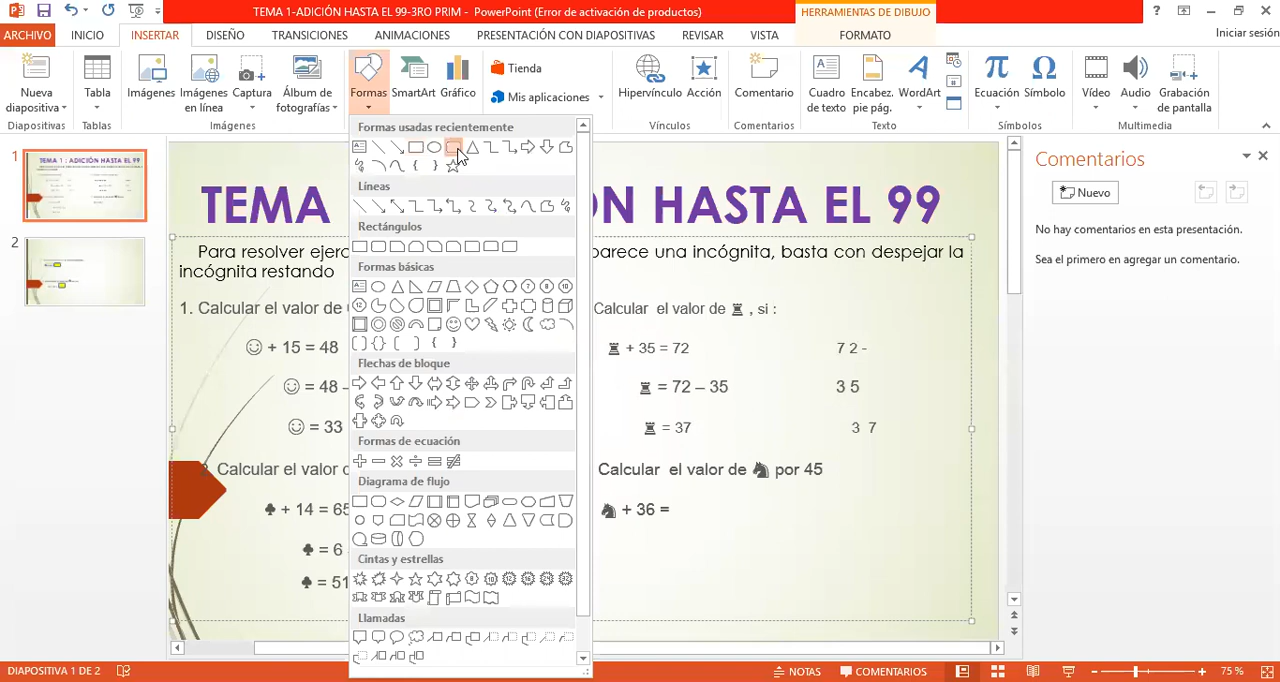 TEMA 1-ADICIÓN HASTA EL 99-3RO PRIM - PowerPoint (Error de activación de productos)
HERRAMIENTAS DE DIBUJO
ARCHIVO INICIO INSERTAR DISEÑO TRANSICIONES ANIMACIONES PRESENTACIÓN CON DIAPOSITIVAS REVISAR VISTA FORMATO
Iniciar sesión
Nueva diapositiva
Tabla
Imágenes
Imágenes en línea
Captura
Álbum de fotografías
Formas
SmartArt
Gráfico
Tienda
Mis aplicaciones
Hipervínculo
Acción
Comentario
Cuadro de texto
Encabez. pie pág.
WordArt
Ecuación
Símbolo
Vídeo
Audio
Grabación de pantalla
Diapositivas
Tablas
Imágenes
Vínculos
Comentarios
Texto
Símbolos
Multimedia
Formas usadas recientemente
Líneas
Rectángulos
Formas básicas
Flechas de bloque
Formas de ecuación
Diagrama de flujo
Cintas y estrellas
Llamadas
1
TEMA 1 : ADICIÓN HASTA EL 99
2
TEMA N HASTA EL 99
Para resolver ejerc parece una incógnita, basta con despejar la
incógnita restando
1. Calcular el valor de
☺ + 15 = 48
☺ = 48 –
☺ = 33
Calcular el valor d
♣ + 14 = 65
♣ = 6
♣ = 51
Calcular el valor de ♜ , si :
♜ + 35 = 72 7 2 -
♜ = 72 – 35 3 5
♜ = 37 3 7
Calcular el valor de ♞ por 45
♞ + 36 =
Comentarios
Nuevo
No hay comentarios en esta presentación.
Sea el primero en agregar un comentario.
DIAPOSITIVA 1 DE 2
NOTAS
COMENTARIOS
75 %